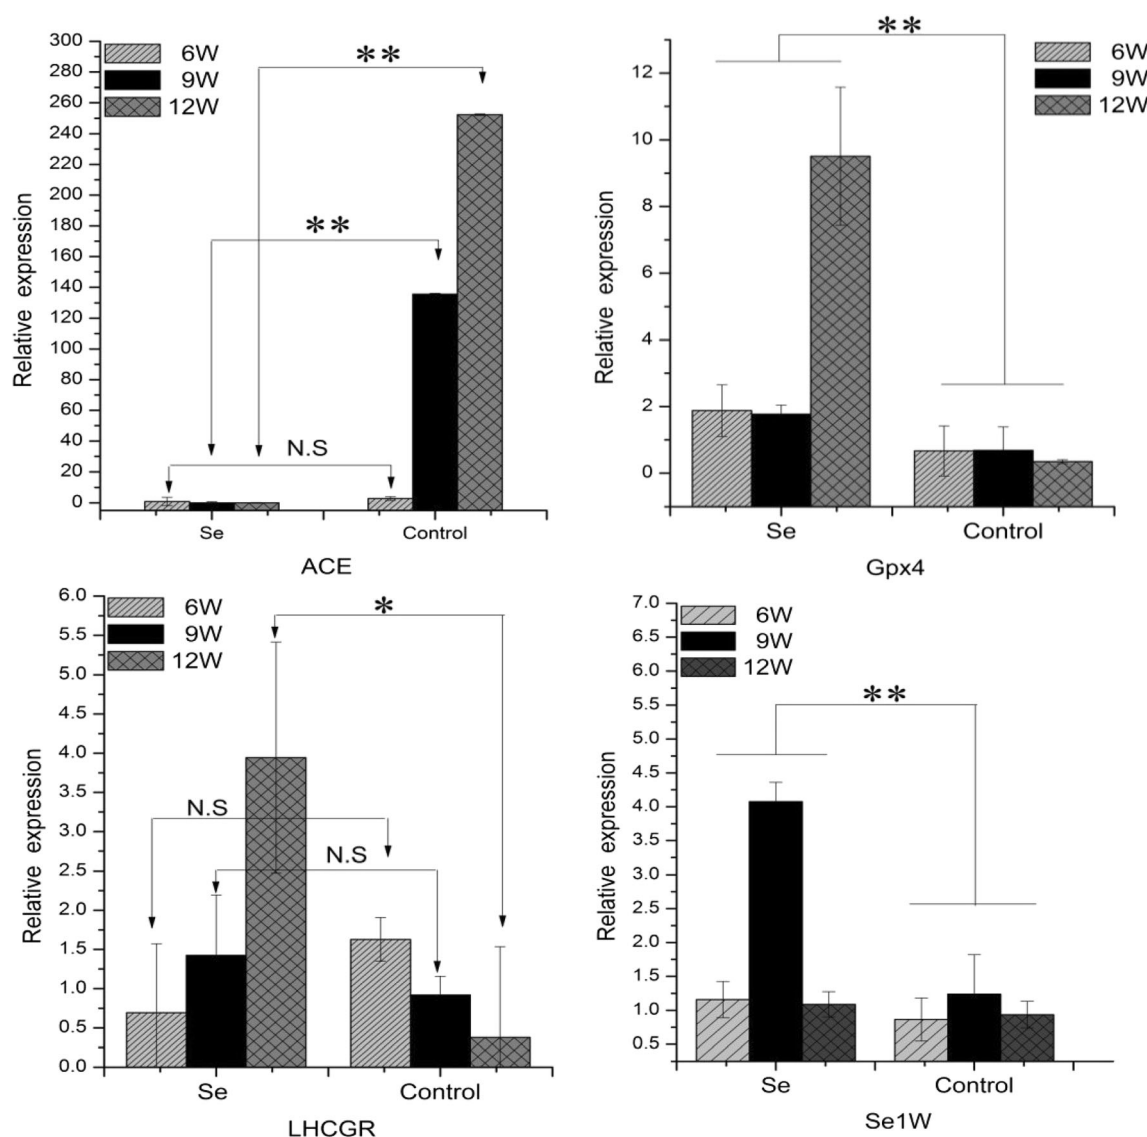 300
280
260
240
220
200
180
160
140
120
100
80
60
40
20
0
Relative expression
6W
9W
12W
**
**
N.S
Se
Control
ACE
12
10
8
6
4
2
0
Relative expression
6W
9W
12W
**
Se
Control
Gpx4
6.0
5.5
5.0
4.5
4.0
3.5
3.0
2.5
2.0
1.5
1.0
0.5
0.0
Relative expression
6W
9W
12W
*
N.S
N.S
Se
Control
LHCGR
7.0
6.5
6.0
5.5
5.0
4.5
4.0
3.5
3.0
2.5
2.0
1.5
1.0
0.5
Relative expression
6W
9W
12W
**
Se
Control
Se1W